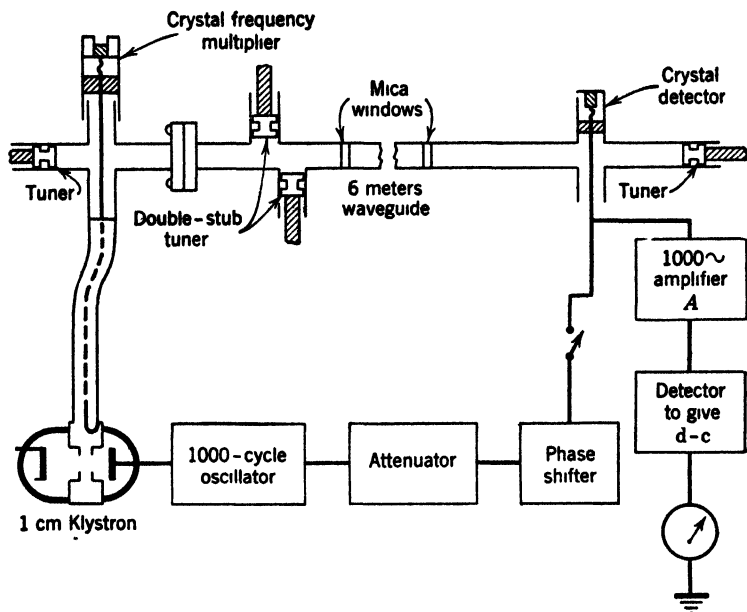 Crystal frequency
multiplier
Mica
windows
Crystal
detector
Tuner
Double-stub
tuner
6 meters
waveguide
Tuner
1000~
amplifier
A
Detector
to give
d-c
1000-cycle
oscillator
Attenuator
Phase
shifter
1 cm Klystron